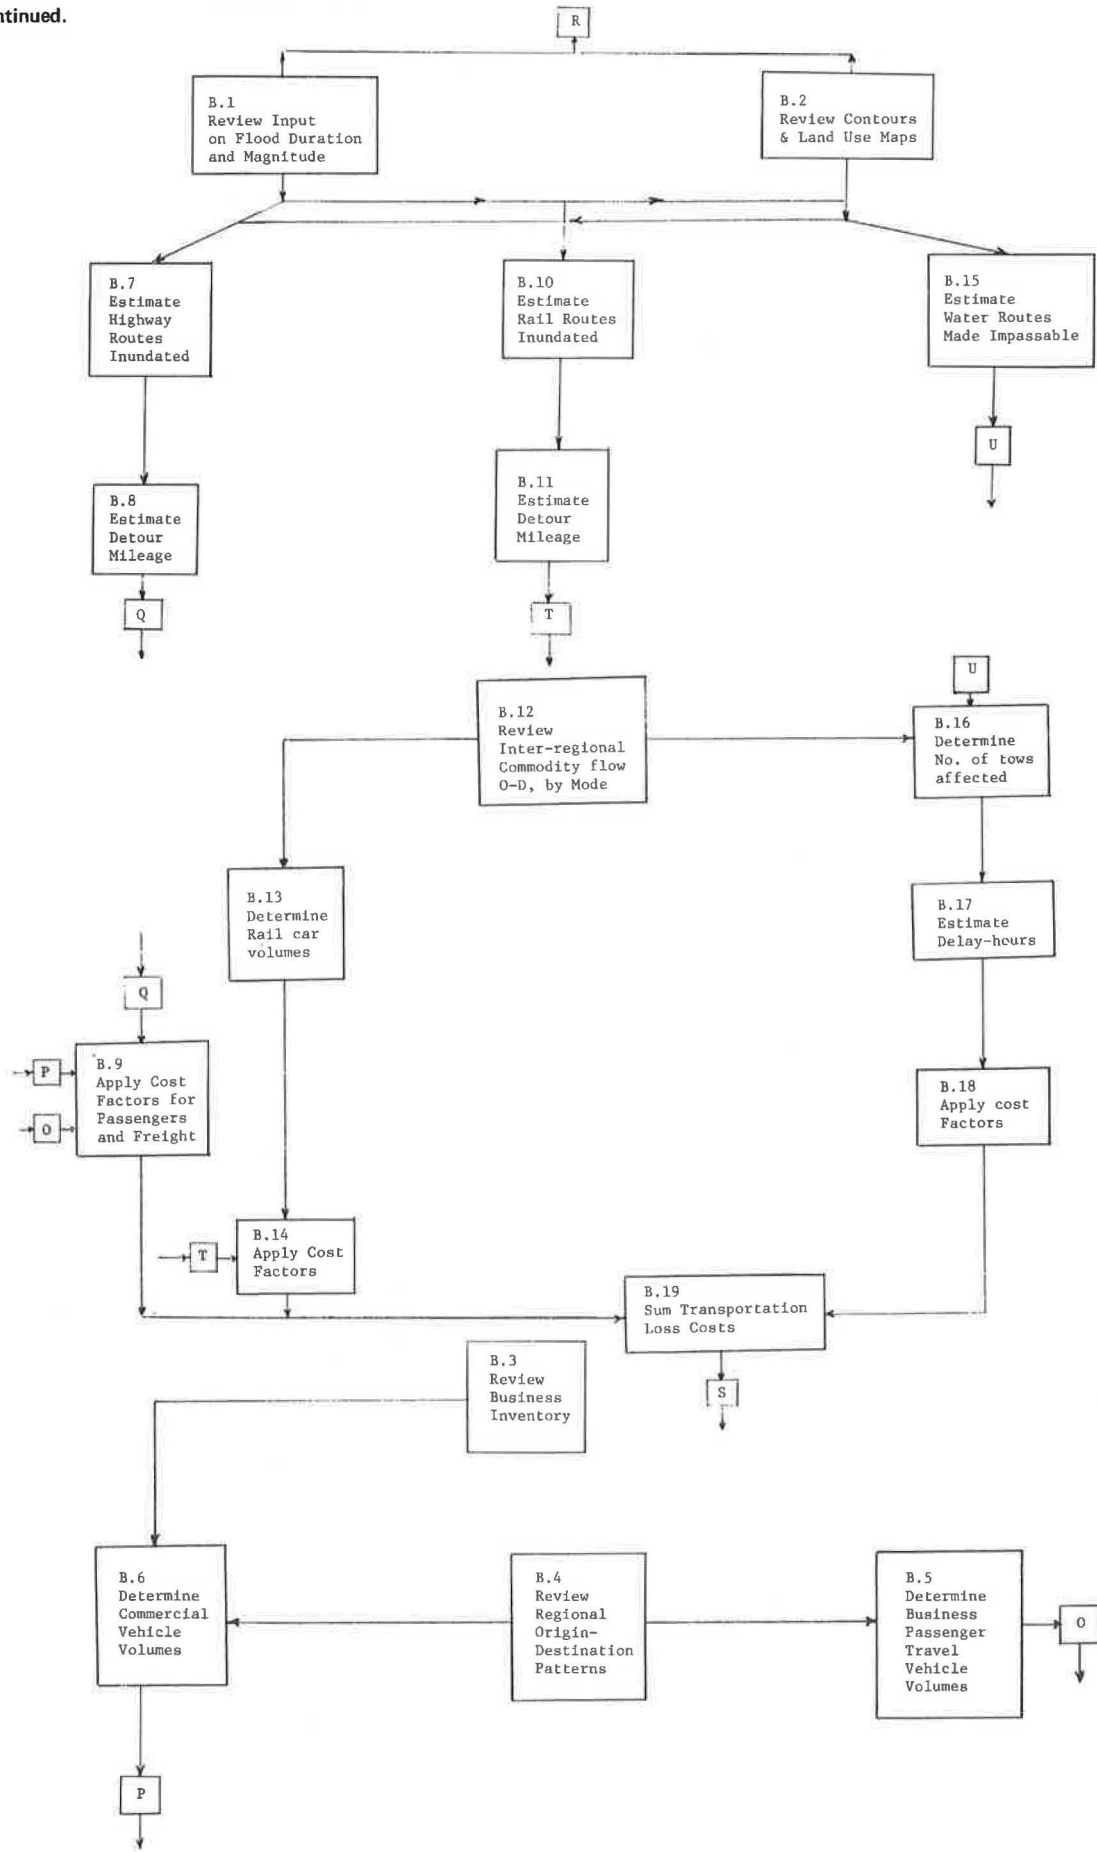 ntinued.
R
B.1
Review Input
on Flood Duration
and Magnitude
B.2
Review Contours
& Land Use Maps
B.7
Estimate
Highway
Routes
Inundated
B.10
Estimate
Rail Routes
Inundated
B.15
Estimate
Water Routes
Made Impassable
U
B.8
Estimate
Detour
Mileage
B.11
Estimate
Detour
Mileage
Q
T
B.12
Review
Inter-regional
Commodity flow
O-D, by Mode
U
B.16
Determine
No. of tows
affected
B.13
Determine
Rail car
volumes
B.17
Estimate
Delay-hours
Q
P
O
B.9
Apply Cost
Factors for
Passengers
and Freight
B.18
Apply cost
Factors
T
B.14
Apply Cost
Factors
B.19
Sum Transportation
Loss Costs
S
B.3
Review
Business
Inventory
B.6
Determine
Commercial
Vehicle
Volumes
B.4
Review
Regional
Origin-
Destination
Patterns
B.5
Determine
Business
Passenger
Travel
Vehicle
Volumes
O
P